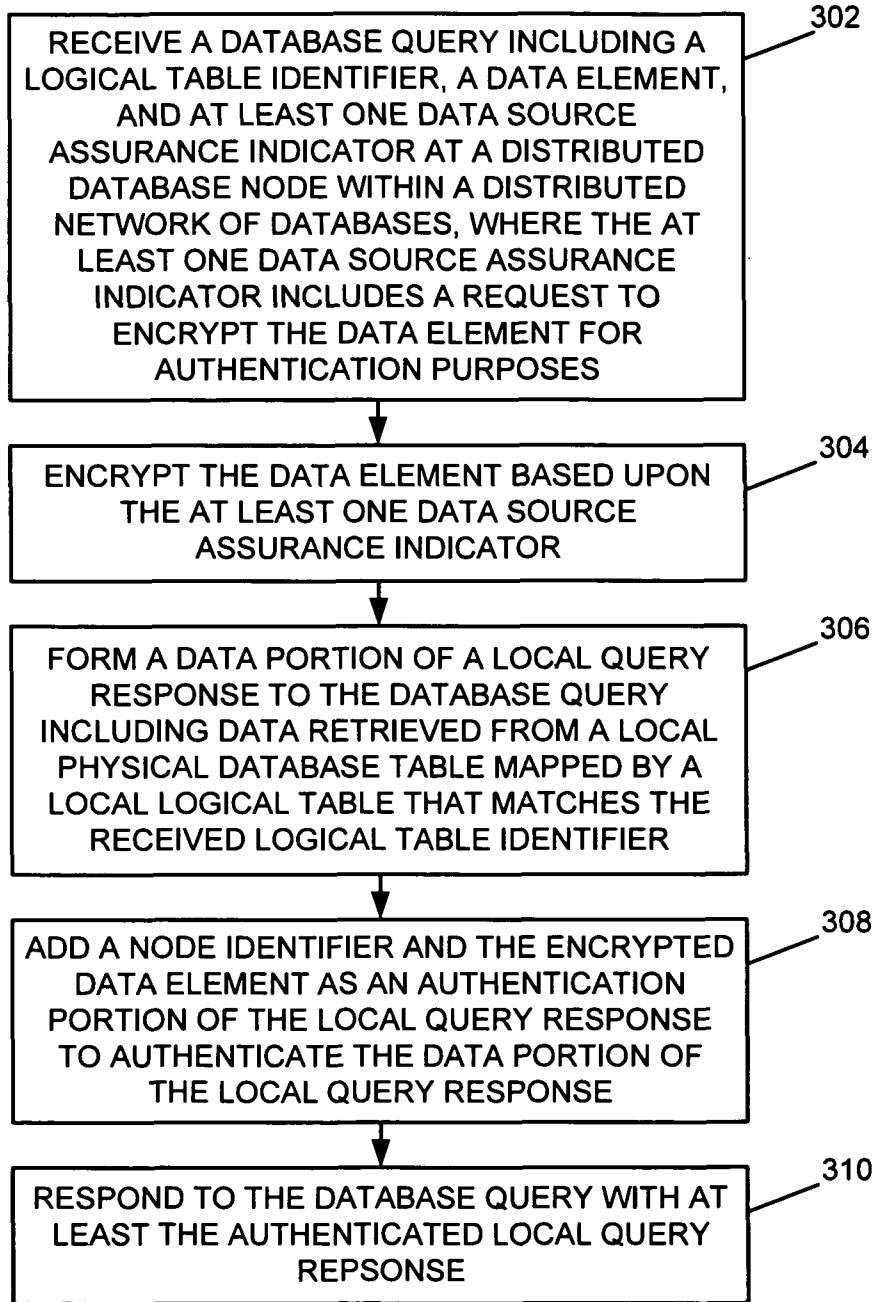 302
RECEIVE A DATABASE QUERY INCLUDING A
LOGICAL TABLE IDENTIFIER, A DATA ELEMENT,
AND AT LEAST ONE DATA SOURCE
ASSURANCE INDICATOR AT A DISTRIBUTED
DATABASE NODE WITHIN A DISTRIBUTED
NETWORK OF DATABASES, WHERE THE AT
LEAST ONE DATA SOURCE ASSURANCE
INDICATOR INCLUDES A REQUEST TO
ENCRYPT THE DATA ELEMENT FOR
AUTHENTICATION PURPOSES
304
ENCRYPT THE DATA ELEMENT BASED UPON
THE AT LEAST ONE DATA SOURCE
ASSURANCE INDICATOR
306
FORM A DATA PORTION OF A LOCAL QUERY
RESPONSE TO THE DATABASE QUERY
INCLUDING DATA RETRIEVED FROM A LOCAL
PHYSICAL DATABASE TABLE MAPPED BY A
LOCAL LOGICAL TABLE THAT MATCHES THE
RECEIVED LOGICAL TABLE IDENTIFIER
308
ADD A NODE IDENTIFIER AND THE ENCRYPTED
DATA ELEMENT AS AN AUTHENTICATION
PORTION OF THE LOCAL QUERY RESPONSE
TO AUTHENTICATE THE DATA PORTION OF
THE LOCAL QUERY RESPONSE
310
RESPOND TO THE DATABASE QUERY WITH AT
LEAST THE AUTHENTICATED LOCAL QUERY
REPSONSE